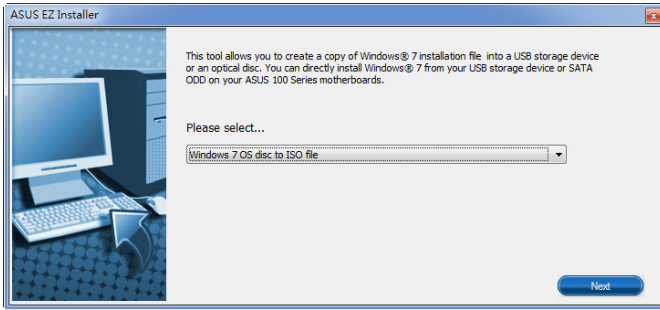 ASUS EZ Installer
This tool allows you to create a copy of Windows® 7 installation file into a USB storage device
or an optical disc. You can directly install Windows® 7 from your USB storage device or SATA
ODD on your ASUS 100 Series motherboards.
Please select...
Windows 7 OS disc to ISO file
Next